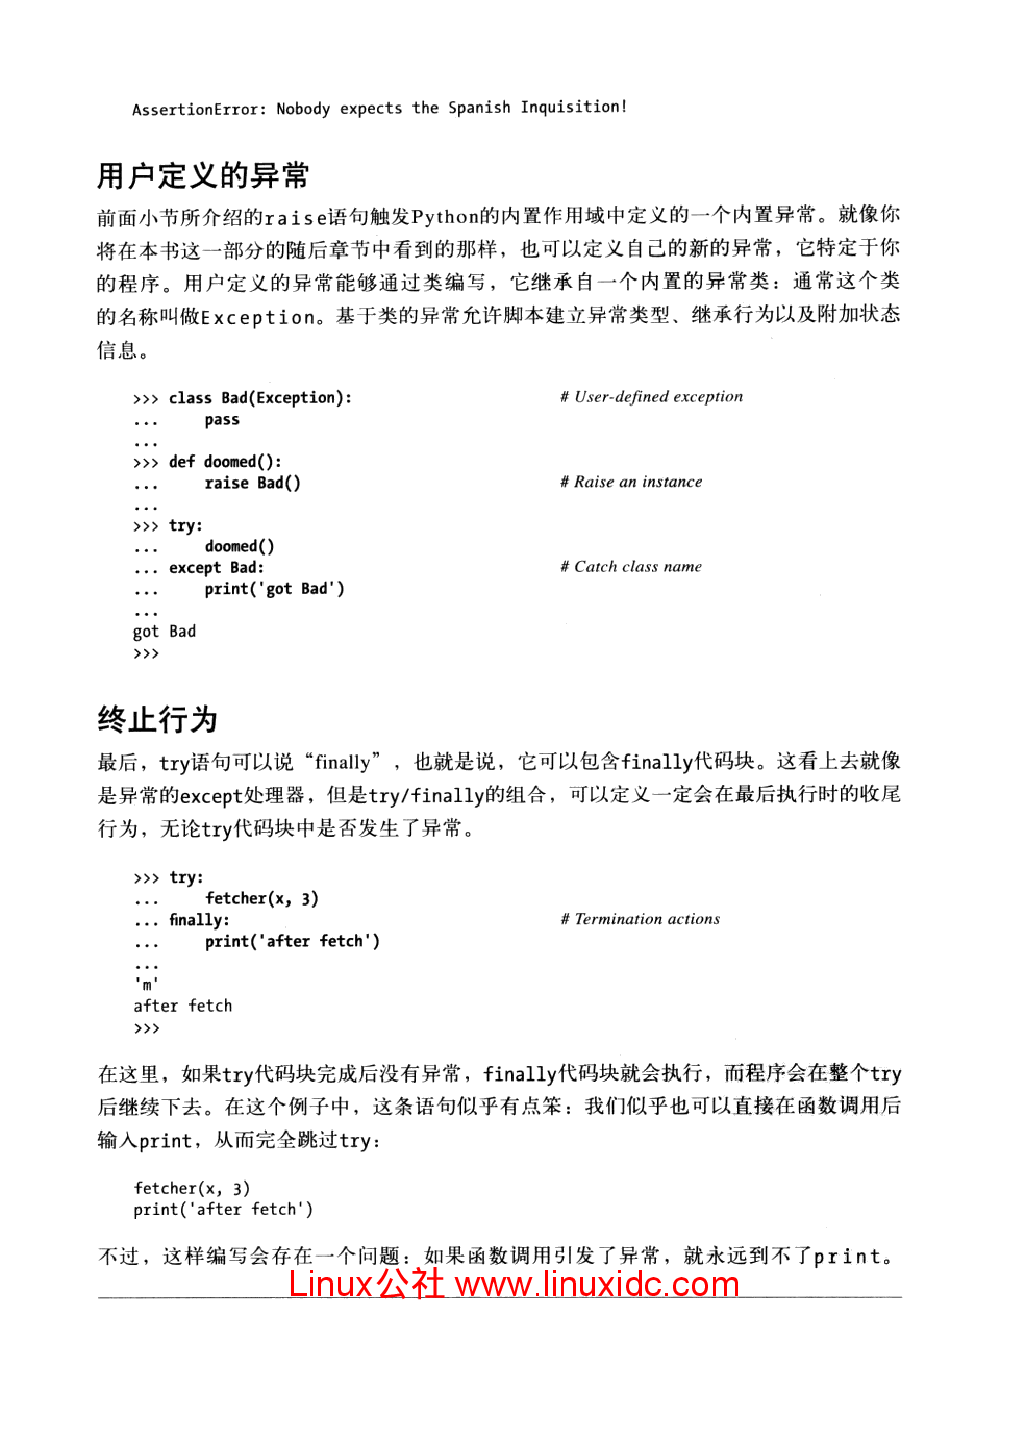 AssertionError: Nobody expects the Spanish Inquisition!
用户定义的异常
前面小节所介绍的raise语句触发Python的内置作用域中定义的一个内置异常。就像你
将在本书这一部分的随后章节中看到的那样，也可以定义自己的新的异常，它特定于你
的程序。用户定义的异常能够通过类编写，它继承自一个内置的异常类：通常这个类
的名称叫做Exception。基于类的异常允许脚本建立异常类型、继承行为以及附加状态
信息。
>>> class Bad(Exception): # User-defined exception
... pass
...
>>> def doomed():
... raise Bad() # Raise an instance
...
>>> try:
... doomed()
... except Bad: # Catch class name
... print('got Bad')
...
got Bad
>>>
终止行为
最后，try语句可以说“finally”，也就是说，它可以包含finally代码块。这看上去就像
是异常的except处理器，但是try/finally的组合，可以定义一定会在最后执行时的收尾
行为，无论try代码块中是否发生了异常。
>>> try:
... fetcher(x, 3)
... finally: # Termination actions
... print('after fetch')
...
'm'
after fetch
>>>
在这里，如果try代码块完成后没有异常，finally代码块就会执行，而程序会在整个try
后继续下去。在这个例子中，这条语句似乎有点笨：我们似乎也可以直接在函数调用后
输入print，从而完全跳过try：
fetcher(x, 3)
print('after fetch')
不过，这样编写会存在一个问题：如果函数调用引发了异常，就永远到不了print。
Linux公社 www.linuxidc.com